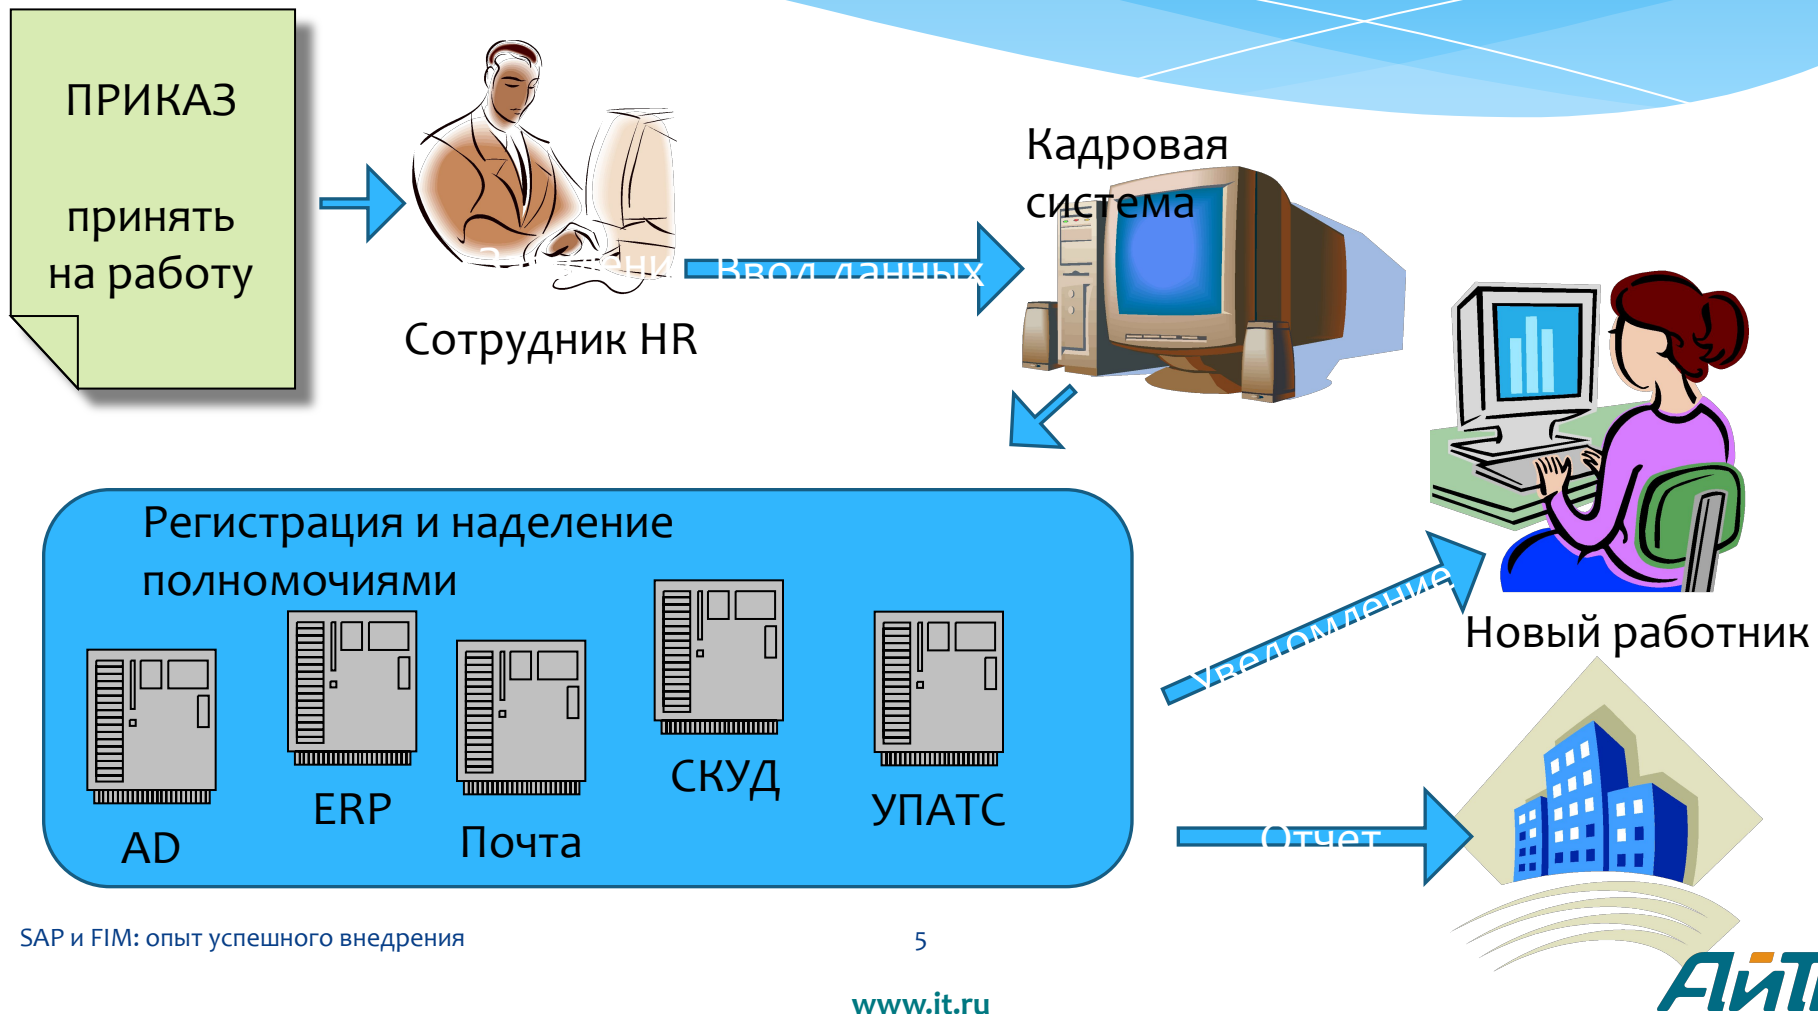 ПРИКАЗ
принять
на работу
Сотрудник HR
Ввод данных
Кадровая
система
Регистрация и наделение
полномочиями
AD
ERP
Почта
СКУД
УПАТС
Уведомление
Новый работник
Отчет
SAP и FIM: опыт успешного внедрения
5
www.it.ru